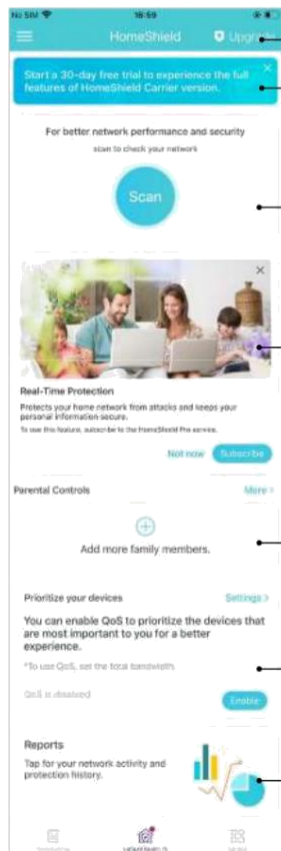 No SIM 16:59
HomeShield Upgrade
Start a 30-day free trial to experience the full
features of HomeShield Carrier version.
For better network performance and security
scan to check your network
Scan
Real-Time Protection
Protects your home network from attacks and keeps your
personal information secure.
To use this feature, subscribe to the HomeShield Pro service.
Not now Subscribe
Parental Controls More >
Add more family members.
Prioritize your devices Settings >
You can enable QoS to prioritize the devices that
are most important to you for a better
experience.
*To use QoS, set the total bandwidth.
QoS is disabled Enable
Reports
Tap for your network activity and
protection history.
HOMESHIELD